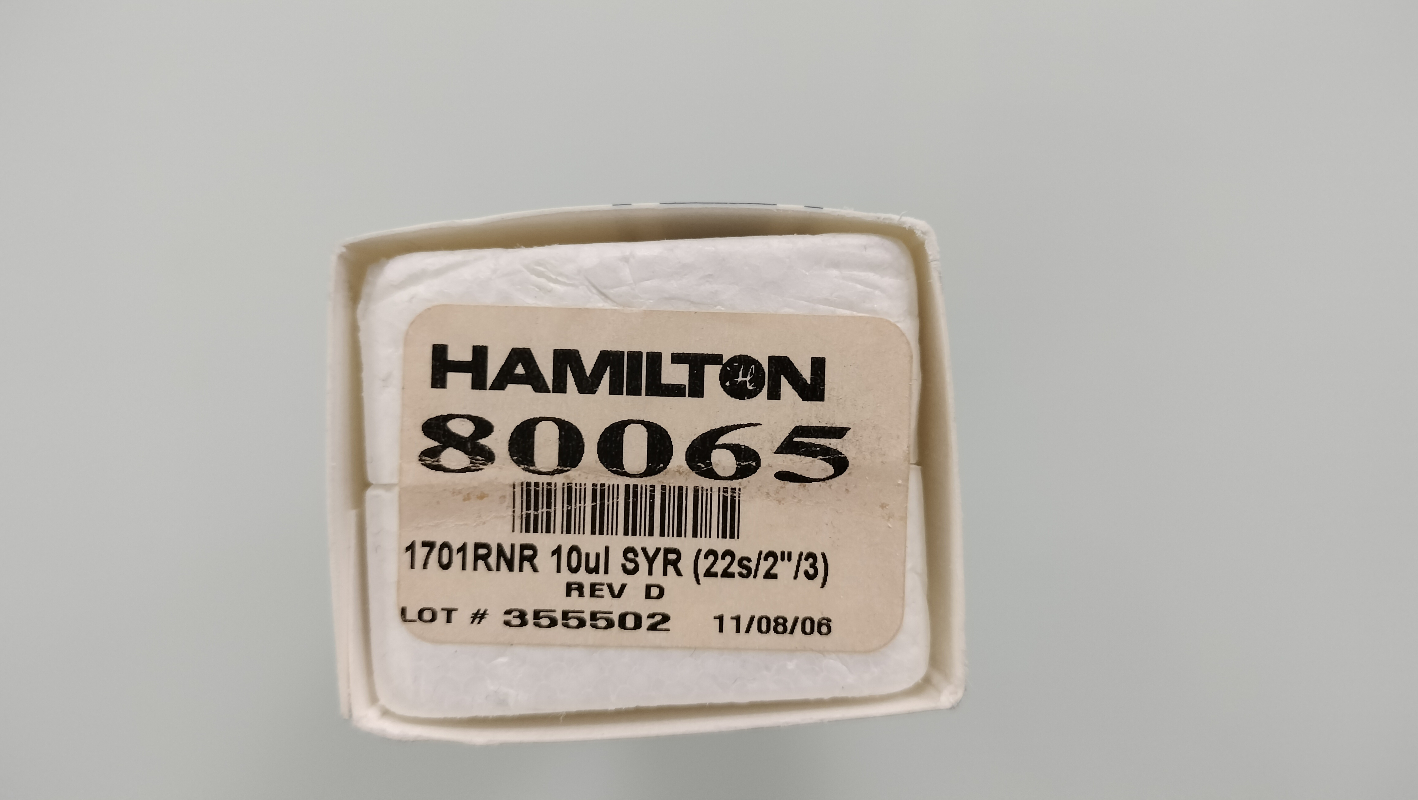 HAMILTON
80065
1701RNR 10ul SYR (22s/2"/3)
REV D
LOT # 355502 11/08/06